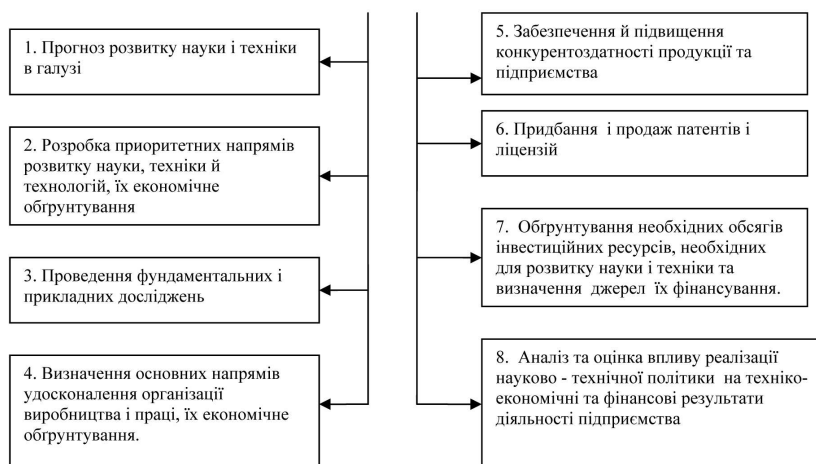 1. Прогноз розвитку науки і техніки
в галузі
2. Розробка приоритетних напрямів
розвитку науки, техніки й
технологій, їх економічне
обґрунтування
3. Проведення фундаментальних і
прикладних досліджень
4. Визначення основних напрямів
удосконалення організації
виробництва і праці, їх економічне
обґрунтування.
5. Забезпечення й підвищення
конкурентоздатності продукції та
підприємства
6. Придбання і продаж патентів і
ліцензій
7. Обґрунтування необхідних обсягів
інвестиційних ресурсів, необхідних
для розвитку науки і техніки та
визначення джерел їх фінансування.
8. Аналіз та оцінка впливу реалізації
науково - технічної політики на техніко-
економічні та фінансові результати
діяльності підприємства